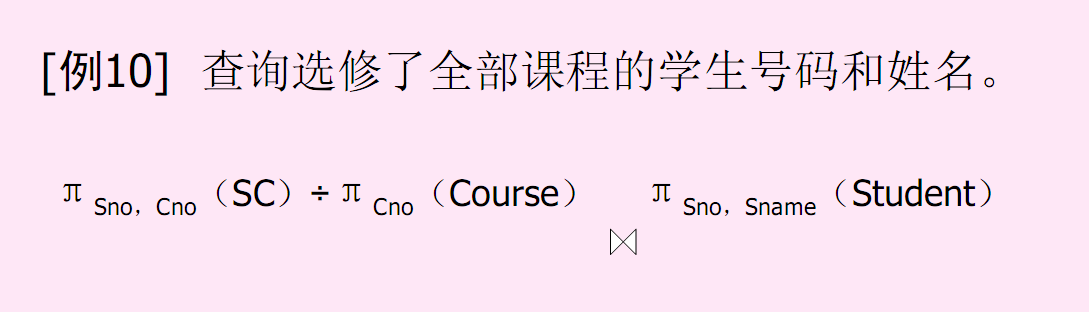 [例10] 查询选修了全部课程的学生号码和姓名。
π Sno，Cno（SC）÷ π Cno（Course） ⋈ π Sno，Sname（Student）